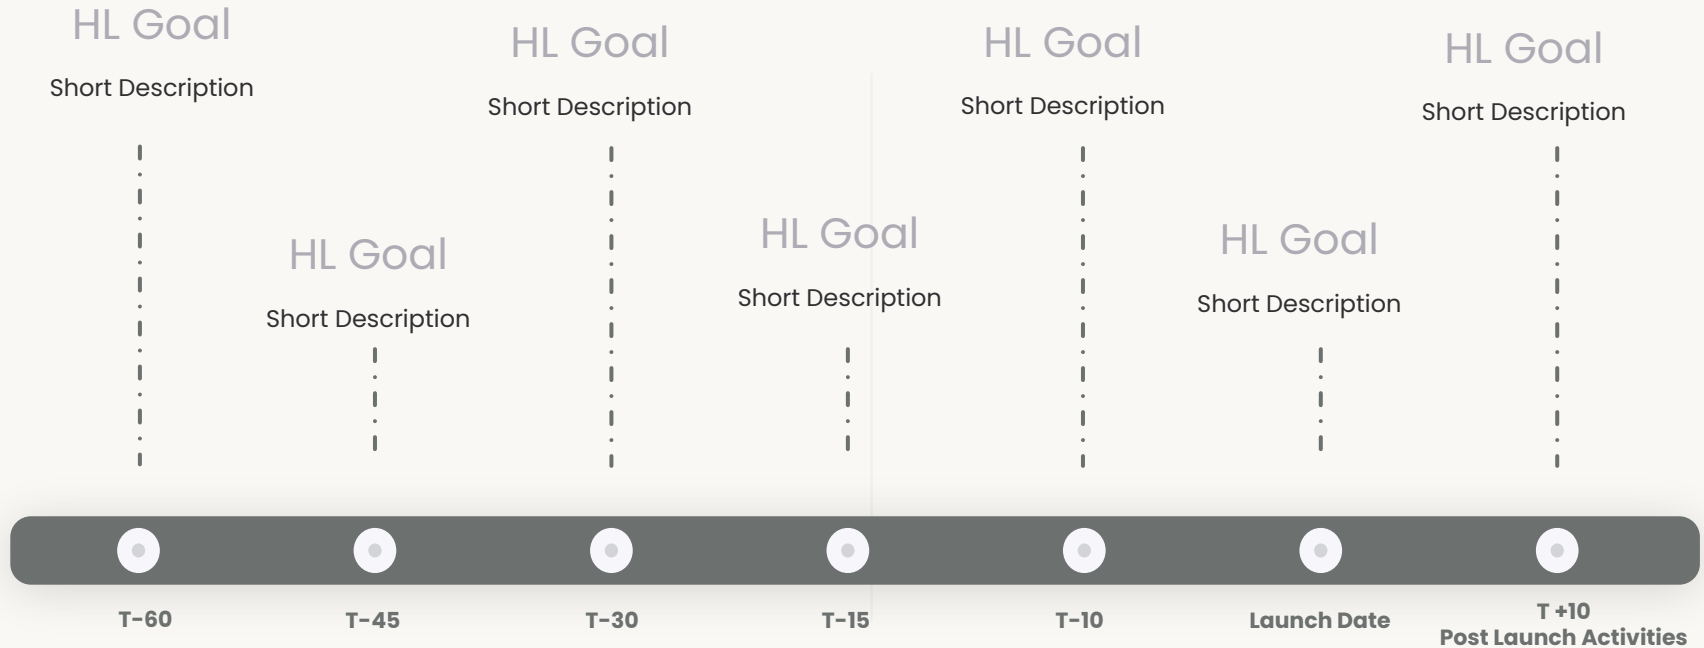 HL Goal
Short Description
HL Goal
Short Description
HL Goal
Short Description
HL Goal
Short Description
HL Goal
Short Description
HL Goal
Short Description
HL Goal
Short Description
T-60
T-45
T-30
T-15
T-10
Launch Date
T +10
Post Launch Activities